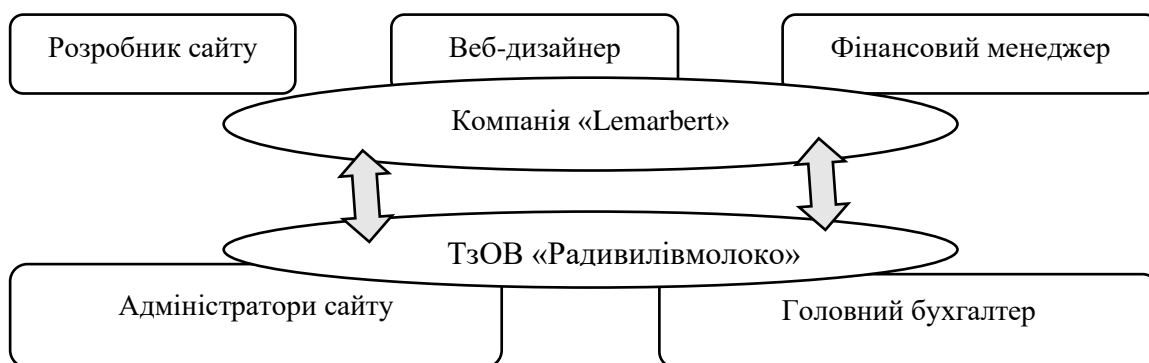 Розробник сайту
Веб-дизайнер
Фінансовий менеджер
Компанія «Lemarbert»
ТзОВ «Радивилівмолоко»
Адміністратори сайту
Головний бухгалтер